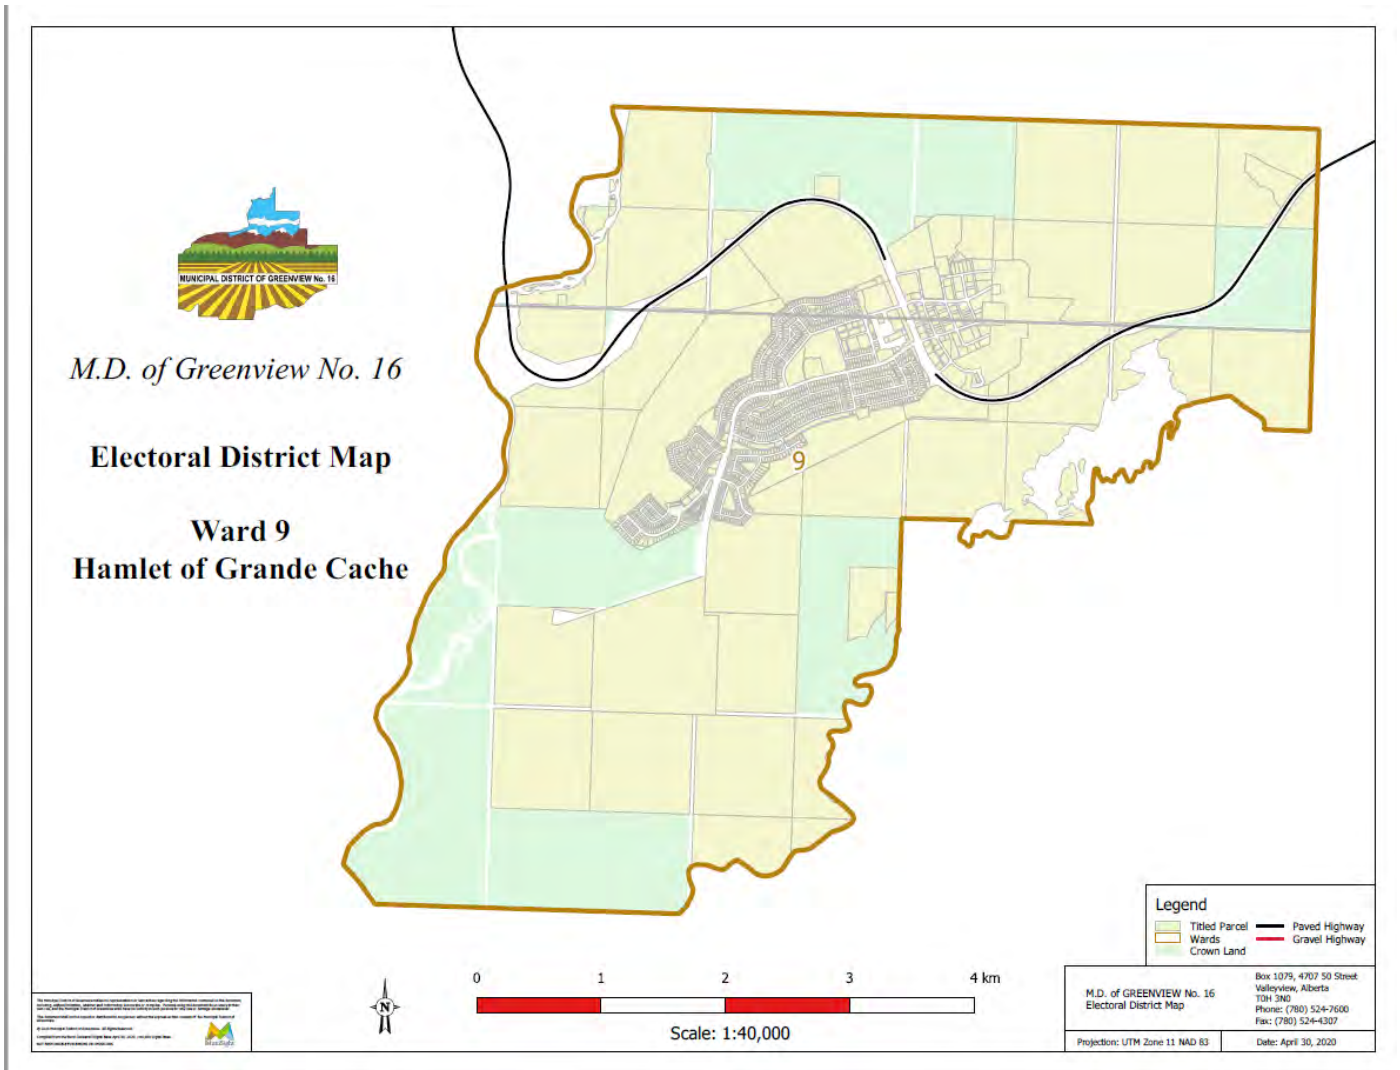 MUNICIPAL DISTRICT OF GREENVIEW No. 16
M.D. of Greenview No. 16
Electoral District Map
Ward 9
Hamlet of Grande Cache
9
Legend
Titled Parcel
Wards
Crown Land
Paved Highway
Gravel Highway
N
0 1 2 3 4 km
Scale: 1:40,000
M.D. of GREENVIEW No. 16
Electoral District Map
Box 1079, 4707 50 Street
Valleyview, Alberta
T0H 3N0
Phone: (780) 524-7600
Fax: (780) 524-4307
Projection: UTM Zone 11 NAD 83
Date: April 30, 2020